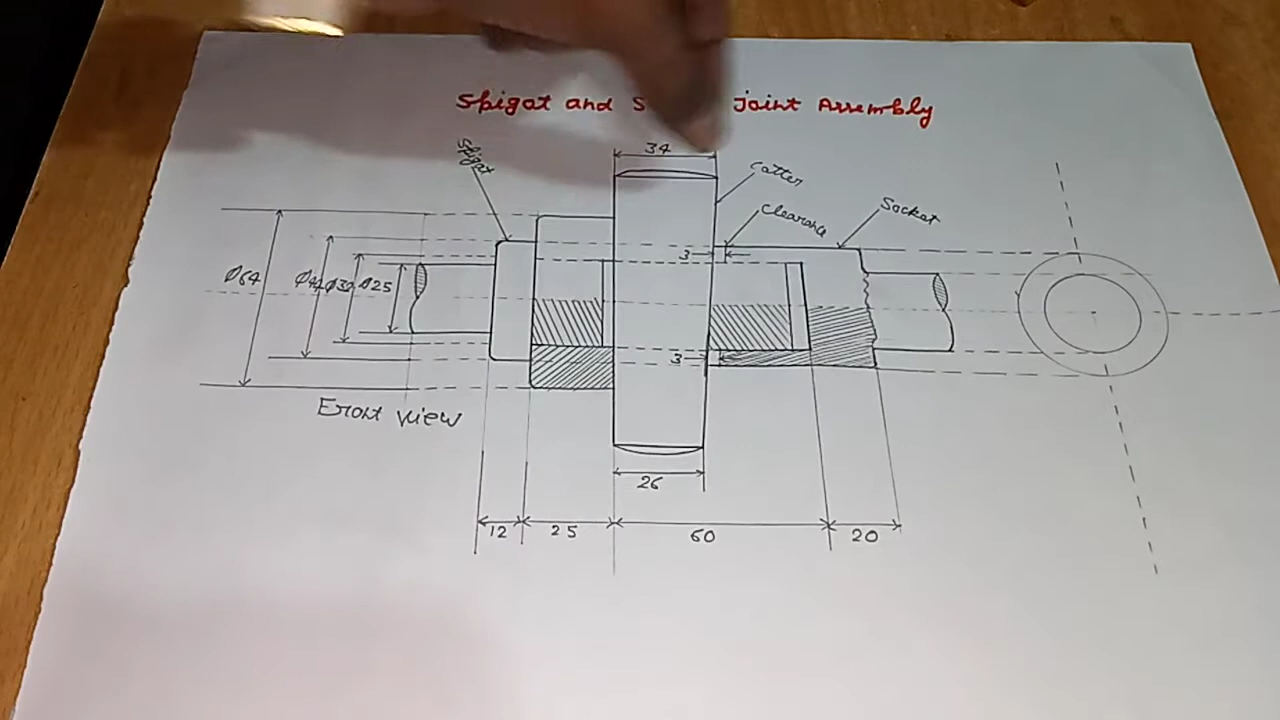 Spigot and S joint Assembly
34
Spigot
Cotter
Clearance
Socket
3
Ø64
Ø25
3
Front view
26
12 25 60 20